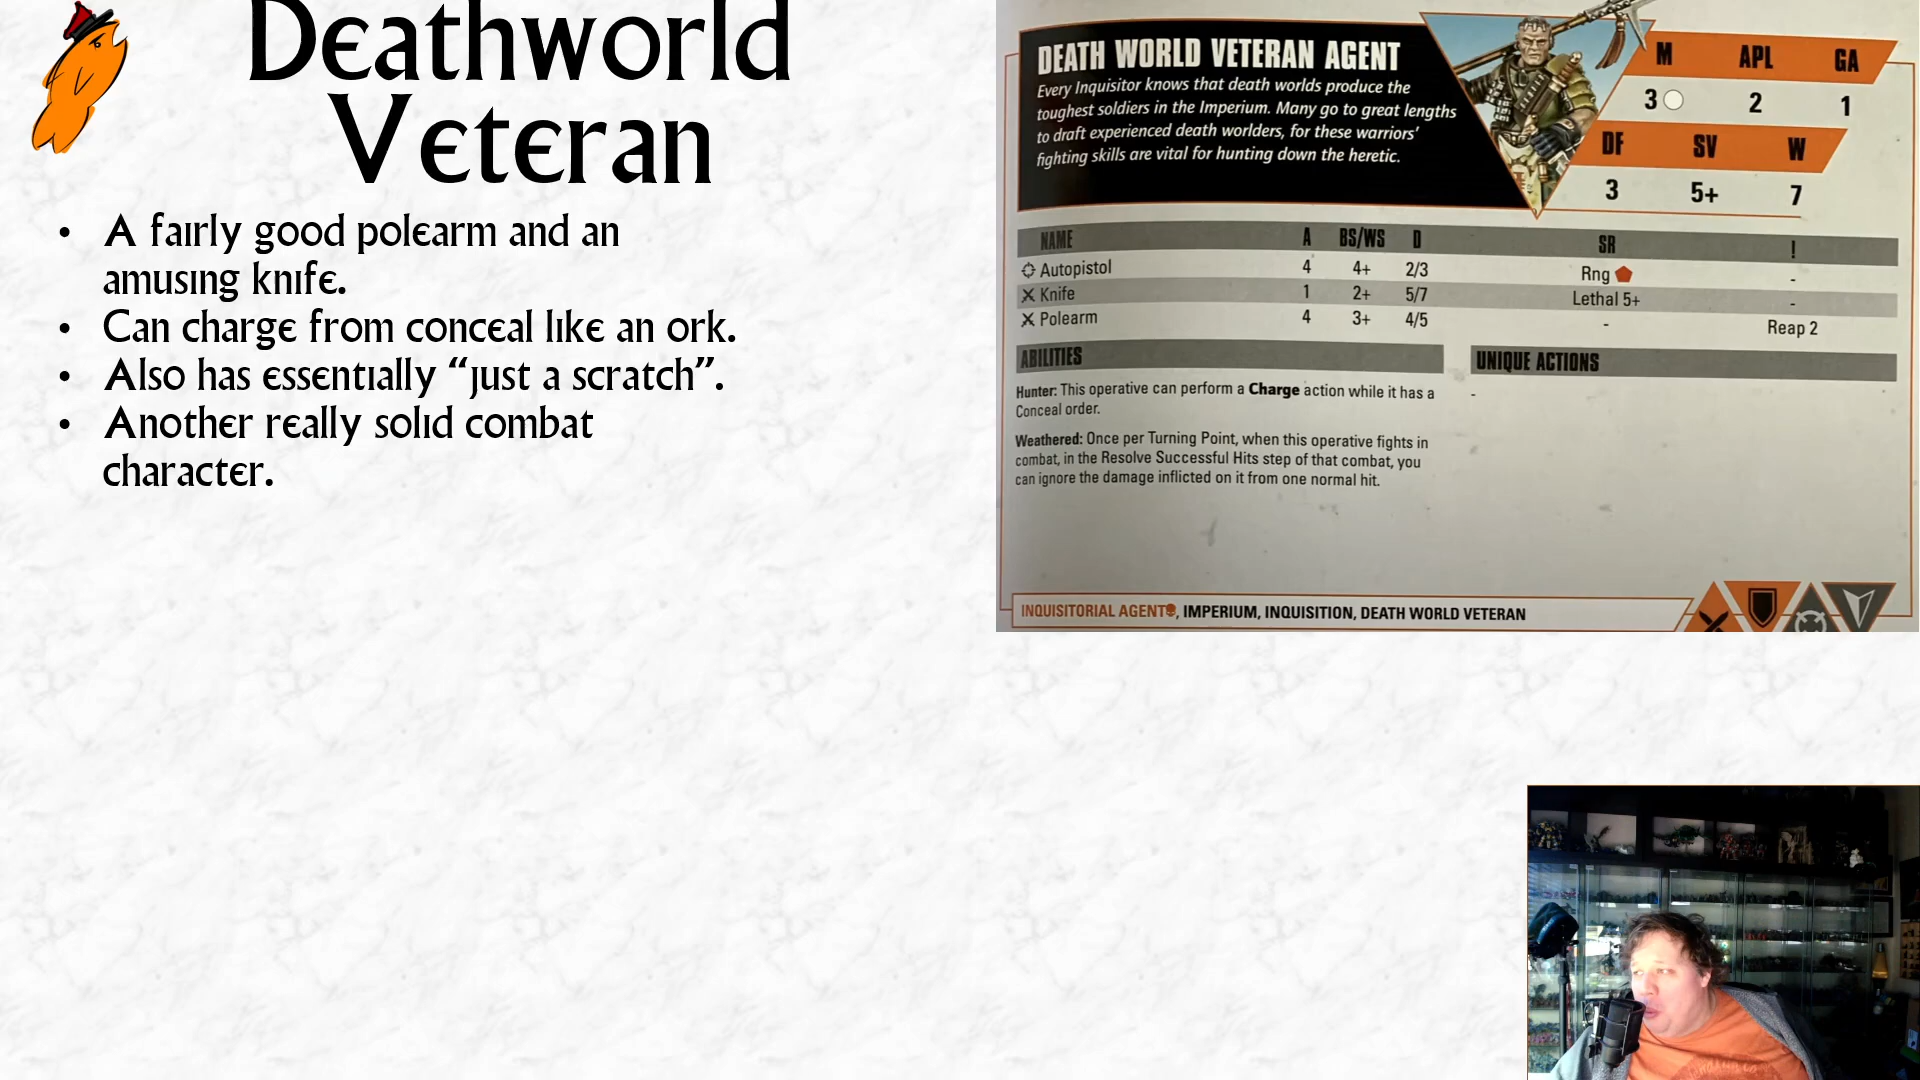 Deathworld
Veteran
• A fairly good polearm and an
amusing knife.
• Can charge from conceal like an ork.
• Also has essentially “just a scratch”.
• Another really solid combat
character.
DEATH WORLD VETERAN AGENT
Every Inquisitor knows that death worlds produce the
toughest soldiers in the Imperium. Many go to great lengths
to draft experienced death worlders, for these warriors'
fighting skills are vital for hunting down the heretic.
M APL GA
3 2 1
DF SV W
3 5+ 7
NAME A BS/WS D SR !
Autopistol 4 4+ 2/3 Rng -
Knife 1 2+ 5/7 Lethal 5+ -
Polearm 4 3+ 4/5 - Reap 2
ABILITIES
Hunter: This operative can perform a Charge action while it has a
Conceal order.
Weathered: Once per Turning Point, when this operative fights in
combat, in the Resolve Successful Hits step of that combat, you
can ignore the damage inflicted on it from one normal hit.
UNIQUE ACTIONS
-
INQUISITORIAL AGENT, IMPERIUM, INQUISITION, DEATH WORLD VETERAN